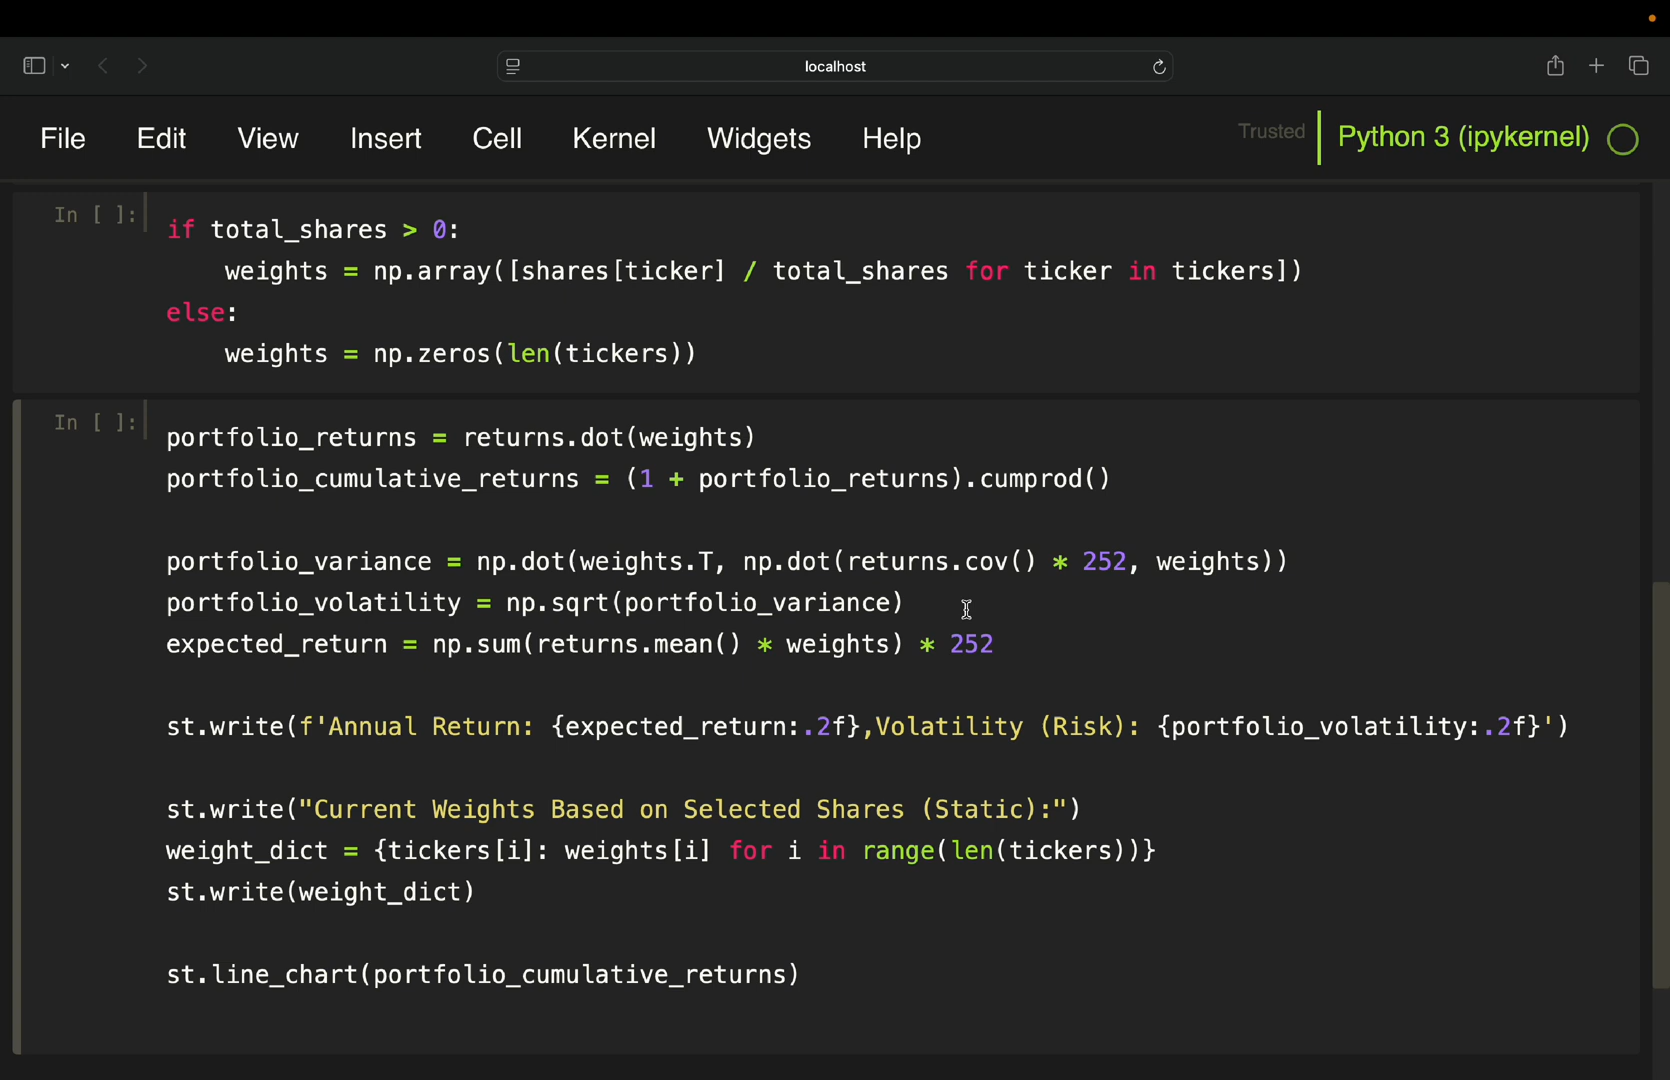 localhost
File Edit View Insert Cell Kernel Widgets Help Trusted Python 3 (ipykernel)
In [ ]:
if total_shares > 0:
    weights = np.array([shares[ticker] / total_shares for ticker in tickers])
else:
    weights = np.zeros(len(tickers))
In [ ]:
portfolio_returns = returns.dot(weights)
portfolio_cumulative_returns = (1 + portfolio_returns).cumprod()
portfolio_variance = np.dot(weights.T, np.dot(returns.cov() * 252, weights))
portfolio_volatility = np.sqrt(portfolio_variance)
expected_return = np.sum(returns.mean() * weights) * 252
st.write(f'Annual Return: {expected_return:.2f},Volatility (Risk): {portfolio_volatility:.2f}')
st.write("Current Weights Based on Selected Shares (Static):")
weight_dict = {tickers[i]: weights[i] for i in range(len(tickers))}
st.write(weight_dict)
st.line_chart(portfolio_cumulative_returns)